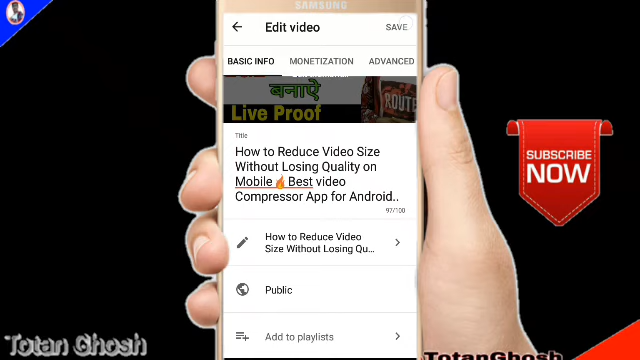 SAMSUNG
Edit video
SAVE
BASIC INFO
MONETIZATION
ADVANCED
बनाऐ
Live Proof
ROUTE
Title
How to Reduce Video Size
Without Losing Quality on
Mobile🔥Best video
Compressor App for Android..
97/100
How to Reduce Video
Size Without Losing Qu...
Public
Add to playlists
SUBSCRIBE
NOW
Totan Ghosh
TotanGhosh